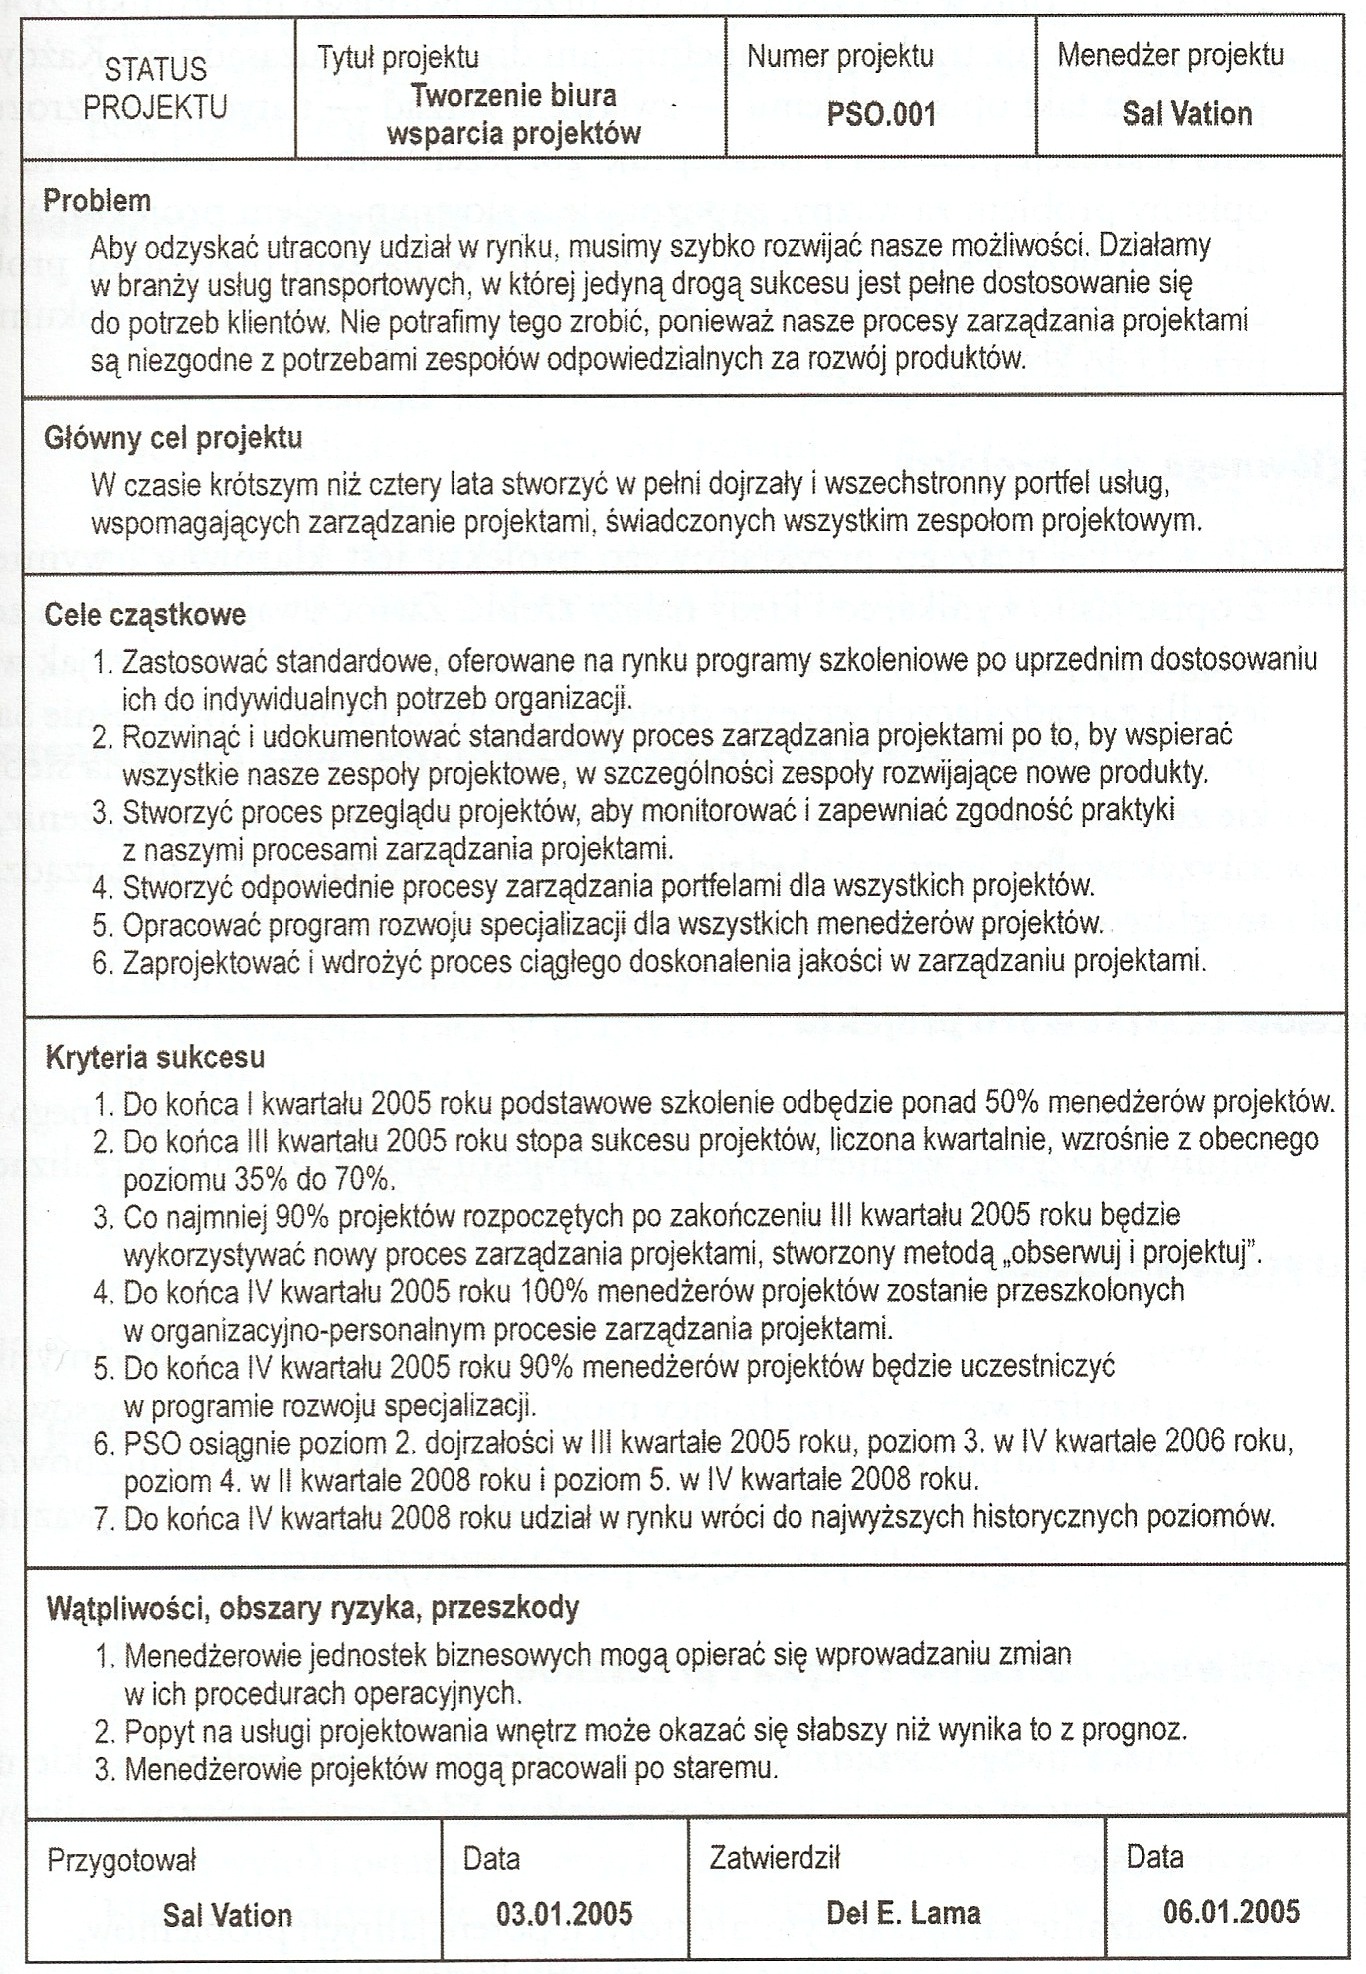 STATUS
PROJEKTU
Tytuł projektu
Tworzenie biura
wsparcia projektów
Numer projektu
PSO.001
Menedżer projektu
Sal Vation
Problem
Aby odzyskać utracony udział w rynku, musimy szybko rozwijać nasze możliwości. Działamy
w branży usług transportowych, w której jedyną drogą sukcesu jest pełne dostosowanie się
do potrzeb klientów. Nie potrafimy tego zrobić, ponieważ nasze procesy zarządzania projektami
są niezgodne z potrzebami zespołów odpowiedzialnych za rozwój produktów.
Główny cel projektu
W czasie krótszym niż cztery lata stworzyć w pełni dojrzały i wszechstronny portfel usług,
wspomagających zarządzanie projektami, świadczonych wszystkim zespołom projektowym.
Cele cząstkowe
1. Zastosować standardowe, oferowane na rynku programy szkoleniowe po uprzednim dostosowaniu
ich do indywidualnych potrzeb organizacji.
2. Rozwinąć i udokumentować standardowy proces zarządzania projektami po to, by wspierać
wszystkie nasze zespoły projektowe, w szczególności zespoły rozwijające nowe produkty.
3. Stworzyć proces przeglądu projektów, aby monitorować i zapewniać zgodność praktyki
z naszymi procesami zarządzania projektami.
4. Stworzyć odpowiednie procesy zarządzania portfelami dla wszystkich projektów.
5. Opracować program rozwoju specjalizacji dla wszystkich menedżerów projektów.
6. Zaprojektować i wdrożyć proces ciągłego doskonalenia jakości w zarządzaniu projektami.
Kryteria sukcesu
1. Do końca I kwartału 2005 roku podstawowe szkolenie odbędzie ponad 50% menedżerów projektów.
2. Do końca III kwartału 2005 roku stopa sukcesu projektów, liczona kwartalnie, wzrośnie z obecnego
poziomu 35% do 70%.
3. Co najmniej 90% projektów rozpoczętych po zakończeniu III kwartału 2005 roku będzie
wykorzystywać nowy proces zarządzania projektami, stworzony metodą „obserwuj i projektuj”.
4. Do końca IV kwartału 2005 roku 100% menedżerów projektów zostanie przeszkolonych
w organizacyjno-personalnym procesie zarządzania projektami.
5. Do końca IV kwartału 2005 roku 90% menedżerów projektów będzie uczestniczyć
w programie rozwoju specjalizacji.
6. PSO osiągnie poziom 2. dojrzałości w III kwartale 2005 roku, poziom 3. w IV kwartale 2006 roku,
poziom 4. w II kwartale 2008 roku i poziom 5. w IV kwartale 2008 roku.
7. Do końca IV kwartału 2008 roku udział w rynku wróci do najwyższych historycznych poziomów.
Wątpliwości, obszary ryzyka, przeszkody
1. Menedżerowie jednostek biznesowych mogą opierać się wprowadzaniu zmian
w ich procedurach operacyjnych.
2. Popyt na usługi projektowania wnętrz może okazać się słabszy niż wynika to z prognoz.
3. Menedżerowie projektów mogą pracowali po staremu.
Przygotował
Sal Vation
Data
03.01.2005
Zatwierdził
Del E. Lama
Data
06.01.2005